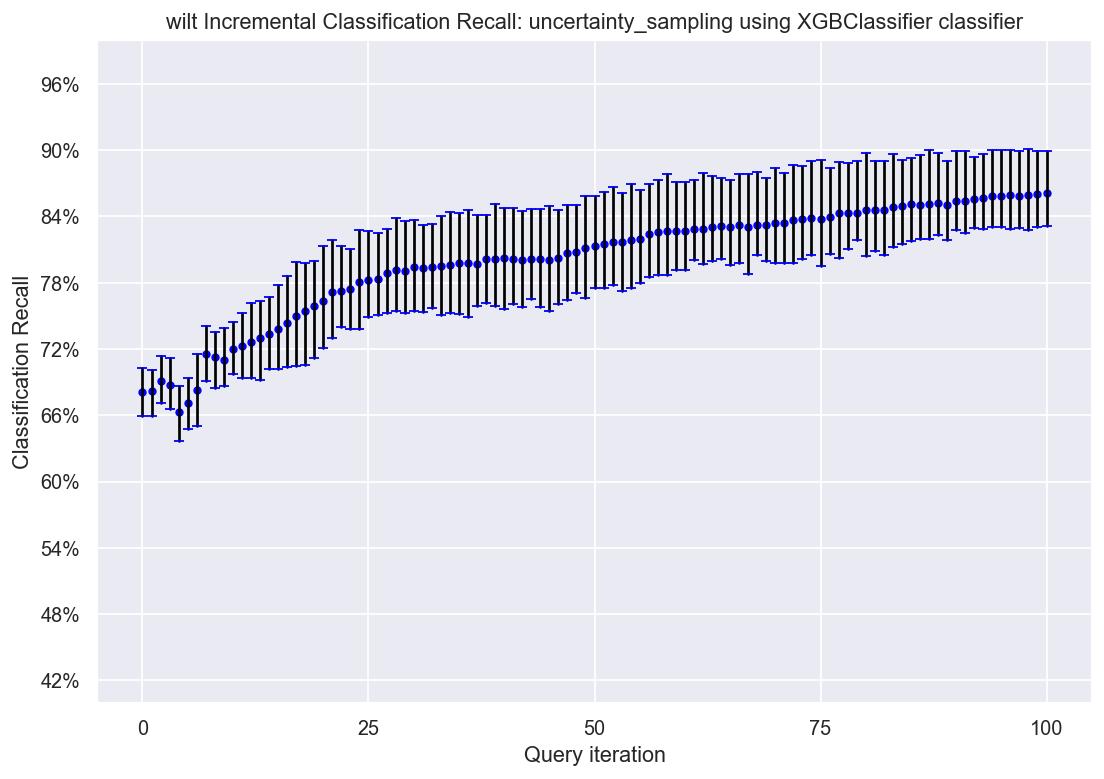 wilt Incremental Classification Recall: uncertainty_sampling using XGBClassifier classifier
96%
90%
84%
78%
72%
66%
60%
54%
48%
42%
Classification Recall
0 25 50 75 100
Query iteration